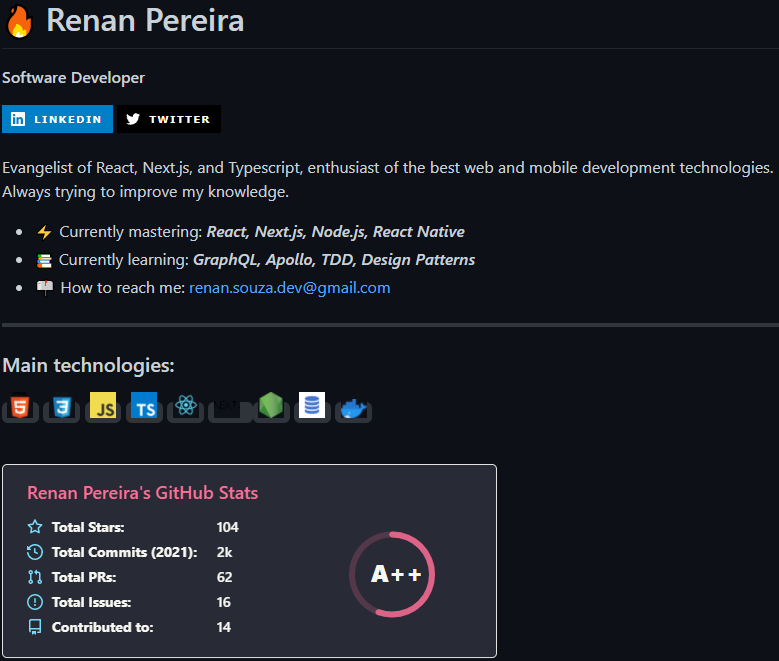 Renan Pereira
Software Developer
LINKEDIN TWITTER
Evangelist of React, Next.js, and Typescript, enthusiast of the best web and mobile development technologies.
Always trying to improve my knowledge.
Currently mastering: React, Next.js, Node.js, React Native
Currently learning: GraphQL, Apollo, TDD, Design Patterns
How to reach me: renan.souza.dev@gmail.com
Main technologies:
5 3 JS TS NEXT
Renan Pereira's GitHub Stats
Total Stars: 104
Total Commits (2021): 2k
Total PRs: 62
Total Issues: 16
Contributed to: 14
A++